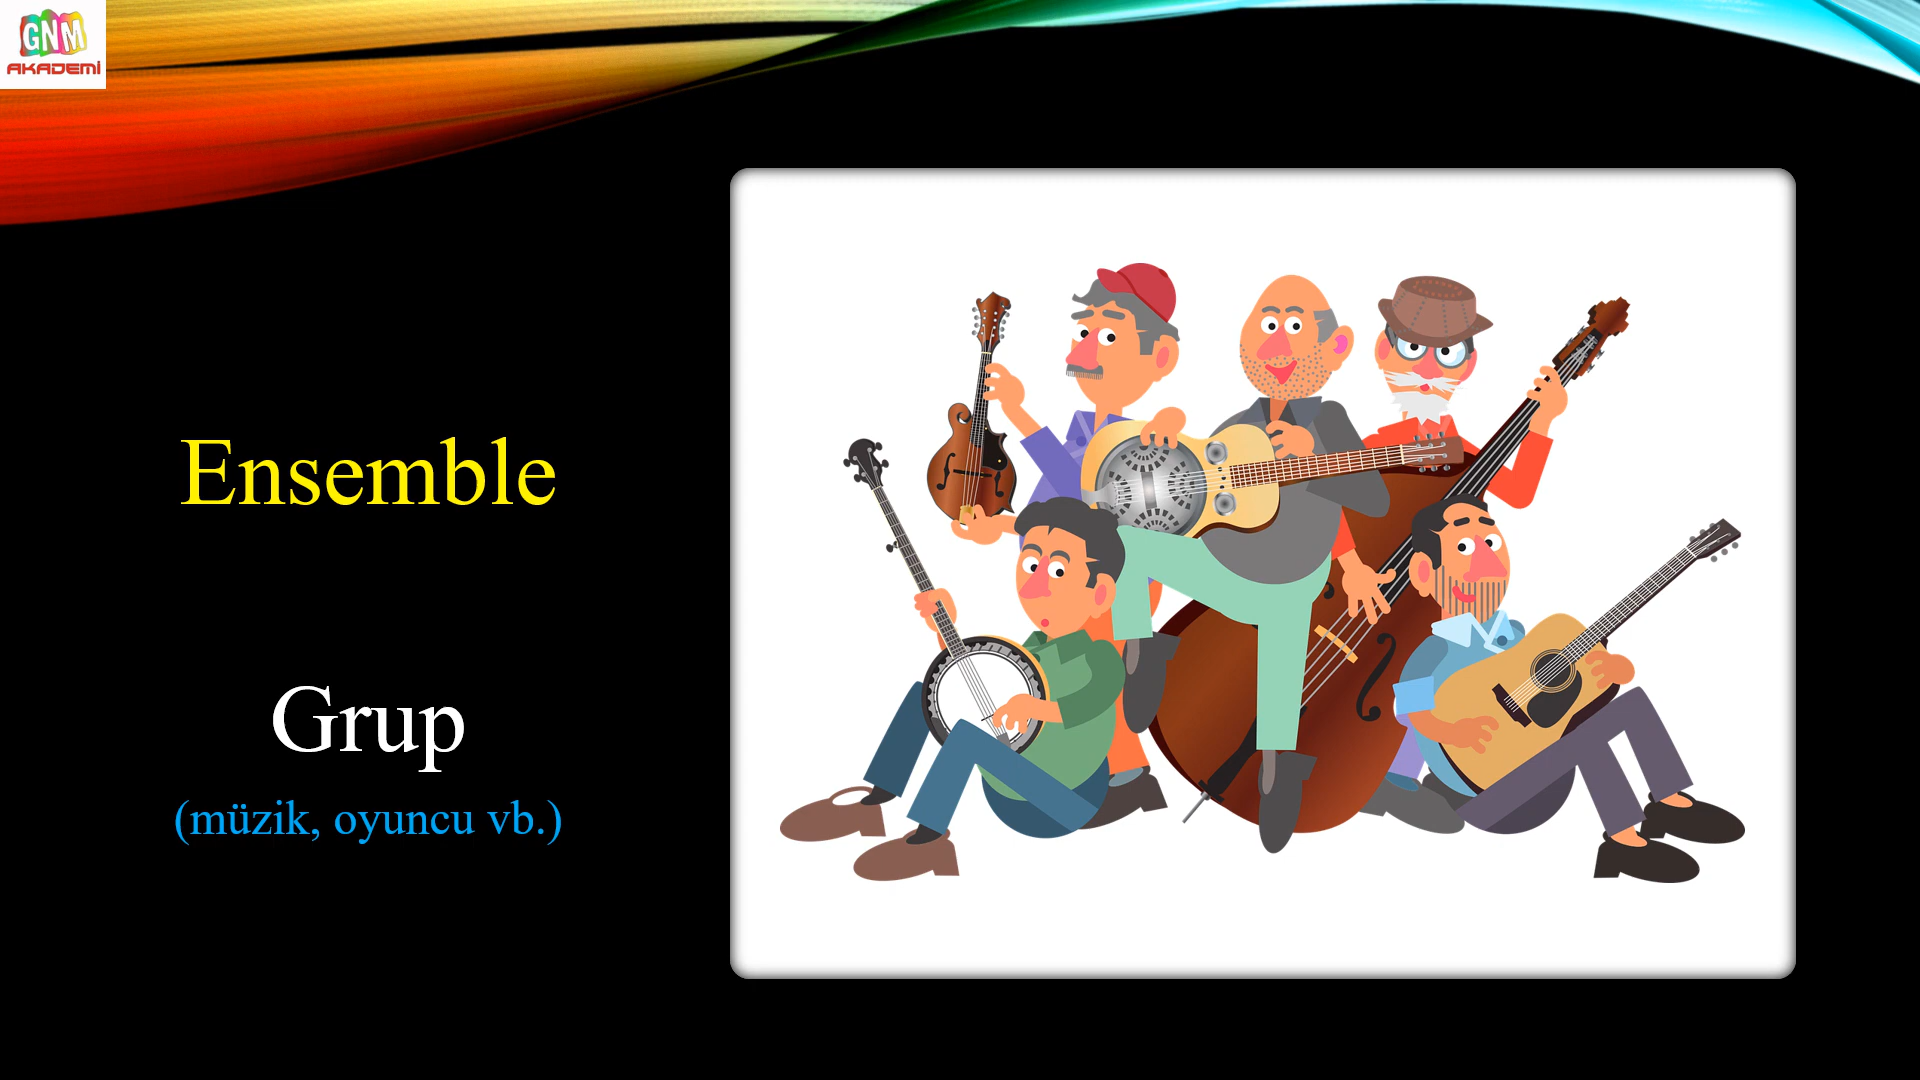 GNM
AKADEMİ
Ensemble
Grup
(müzik, oyuncu vb.)